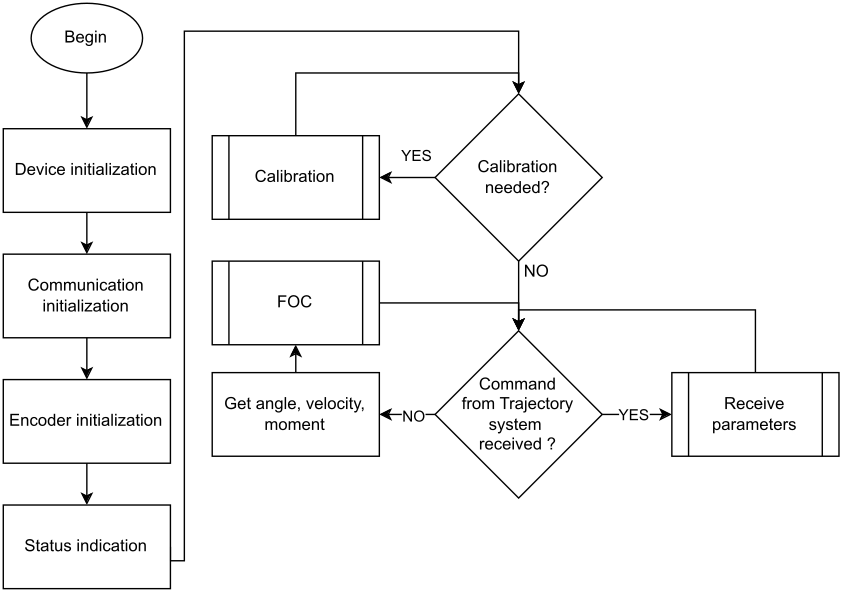 Begin
Device initialization
Communication
initialization
Encoder initialization
Status indication
Calibration
needed?
YES
Calibration
NO
FOC
Command
from Trajectory
system
received ?
NO
Get angle, velocity,
moment
YES
Receive
parameters